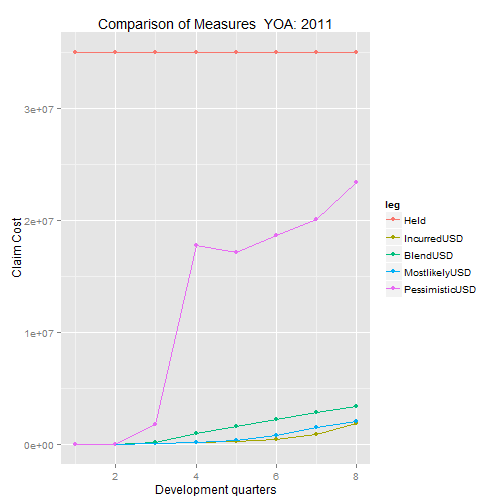 Comparison of Measures  YOA: 2011
Claim Cost
3e+07
2e+07
1e+07
0e+00
2
4
6
8
Development quarters
leg
Held
IncurredUSD
BlendUSD
MostlikelyUSD
PessimisticUSD